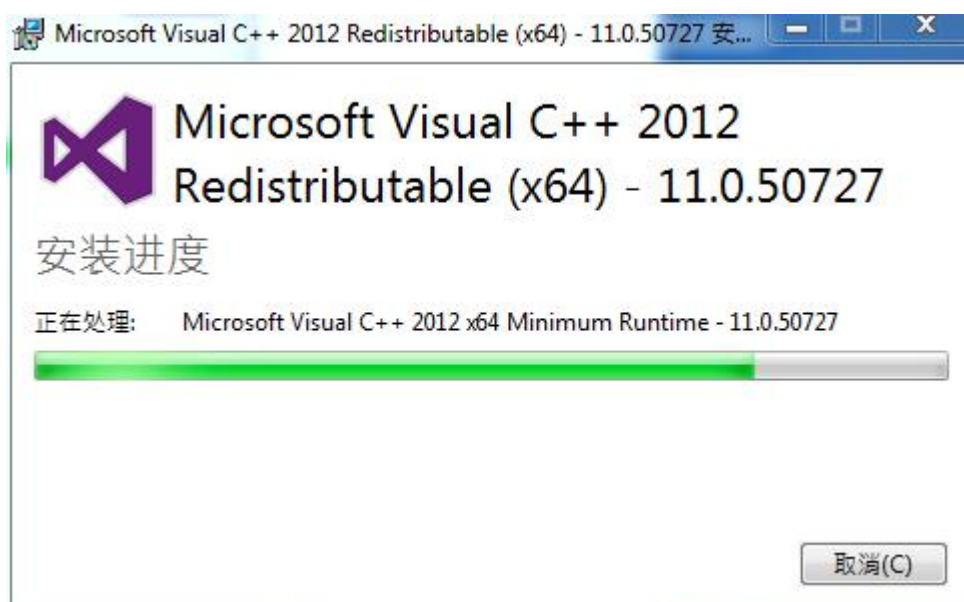 Microsoft Visual C++ 2012 Redistributable (x64) - 11.0.50727 安...
Microsoft Visual C++ 2012
Redistributable (x64) - 11.0.50727
安装进度
正在处理: Microsoft Visual C++ 2012 x64 Minimum Runtime - 11.0.50727
取消(C)